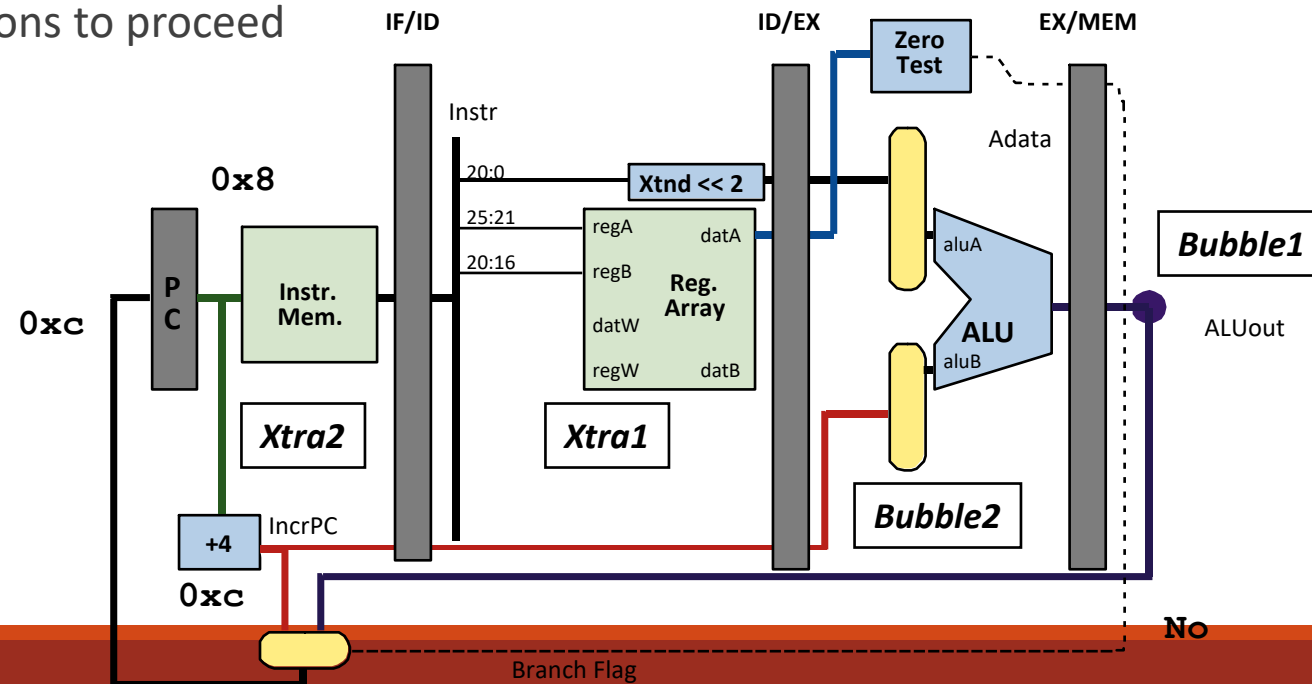 ons to proceed
IF/ID
ID/EX
EX/MEM
Zero
Test
Instr
Adata
20:0
Xtnd << 2
0x8
25:21
regA
datA
aluA
Bubble1
20:16
regB
P
C
Instr.
Mem.
Reg.
Array
0xc
datW
ALU
ALUout
regW
datB
aluB
Xtra2
Xtra1
Bubble2
IncrPC
+4
0xc
No
Branch Flag